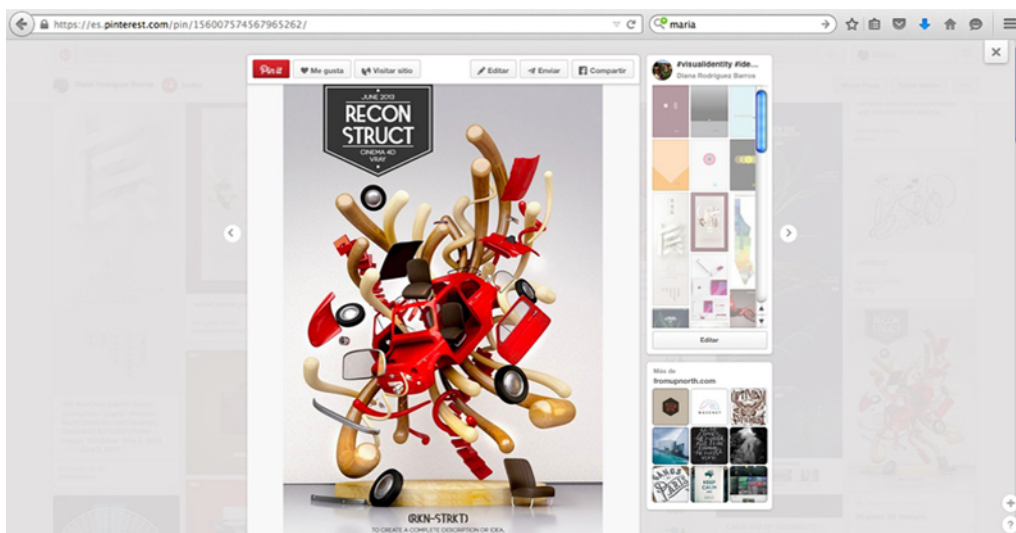 https://es.pinterest.com/pin/156007574567965262/
maria
Pin it
Me gusta
Visitar sitio
Editar
Enviar
Compartir
JUNE 2013
RECON
STRUCT
CINEMA 4D
VRAY
(RKN-STRKT)
TO CREATE A COMPLETE DESCRIPTION OR IDEA,
#visualidentity #ide...
Diana Rodriguez Barros
Editar
Más de
fromupnorth.com
KEEP
CALM
PARIS